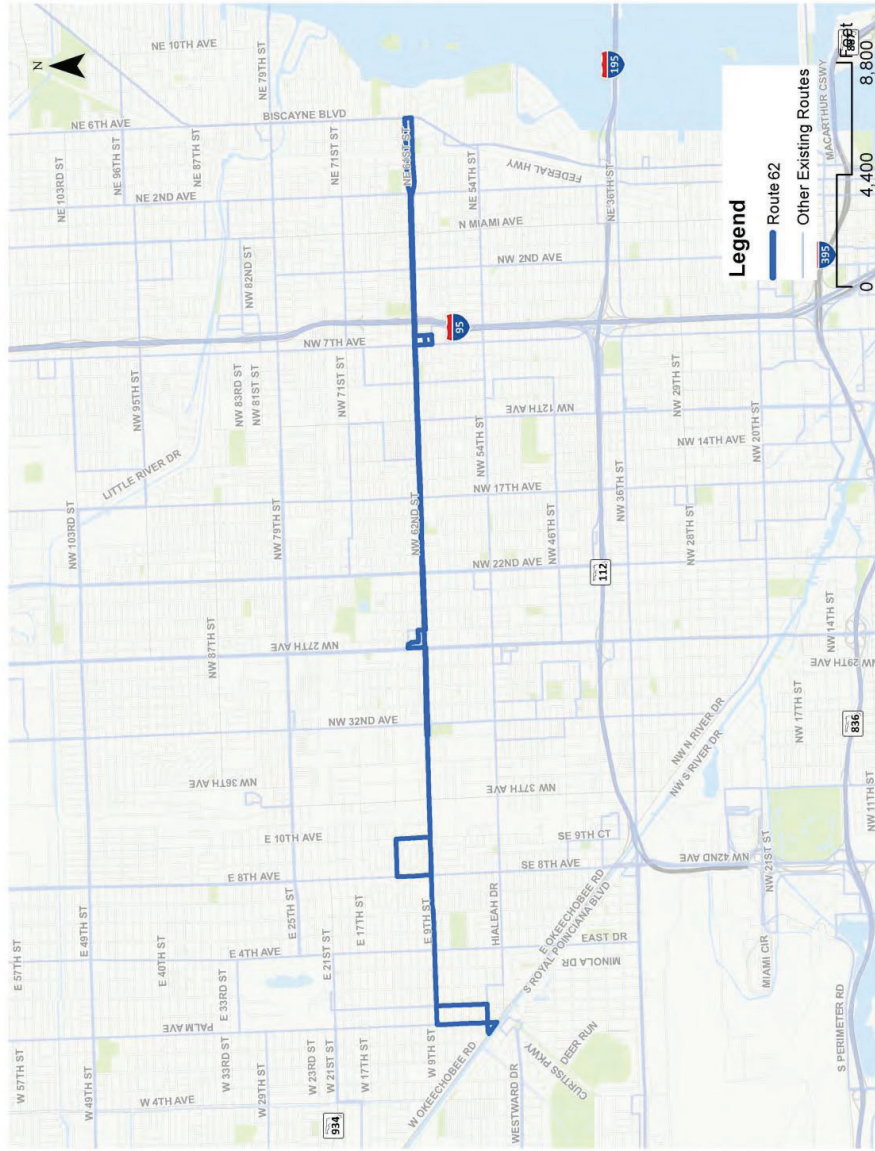 N
NE 10TH AVE
NE 79TH ST
NE 6TH AVE
BISCAYNE BLVD
NE 103RD ST
NE 96TH ST
NE 87TH ST
NE 71ST ST
NE 61ST ST
NE 2ND AVE
NE 54TH ST
FEDERAL HWY
NE 36TH ST
195
MACARTHUR CSWY
N MIAMI AVE
NW 2ND AVE
NW 82ND ST
NW 7TH AVE
95
395
NW 95TH ST
NW 83RD ST
NW 81ST ST
NW 71ST ST
NW 12TH AVE
NW 29TH ST
LITTLE RIVER DR
NW 54TH ST
NW 14TH AVE
NW 20TH ST
NW 103RD ST
NW 79TH ST
NW 62ND ST
NW 17TH AVE
NW 46TH ST
NW 36TH ST
NW 28TH ST
NW 22ND AVE
112
NW 87TH ST
NW 27TH AVE
NW 14TH ST
NW 29TH AVE
NW 32ND AVE
NW N RIVER DR
NW S RIVER DR
NW 17TH ST
836
NW 36TH AVE
NW 37TH AVE
E 10TH AVE
SE 9TH CT
NW 11TH ST
E 8TH AVE
SE 8TH AVE
NW 42ND AVE
NW 21ST ST
E 57TH ST
E 49TH ST
E 40TH ST
E 33RD ST
E 25TH ST
E 21ST ST
E 17TH ST
E 9TH ST
E 4TH AVE
HIALEAH DR
E OKEECHOBEE RD
S ROYAL POINCIANA BLVD
EAST DR
MINOLA DR
MIAMI CIR
S PERIMETER RD
PALM AVE
W 57TH ST
W 49TH ST
W 33RD ST
W 29TH ST
W 23RD ST
W 21ST ST
W 17TH ST
W 9TH ST
W 4TH AVE
934
W OKEECHOBEE RD
WESTWARD DR
CURTISS PKWY
DEER RUN
Legend
Route 62
Other Existing Routes
Feet
0
4,400
8,800